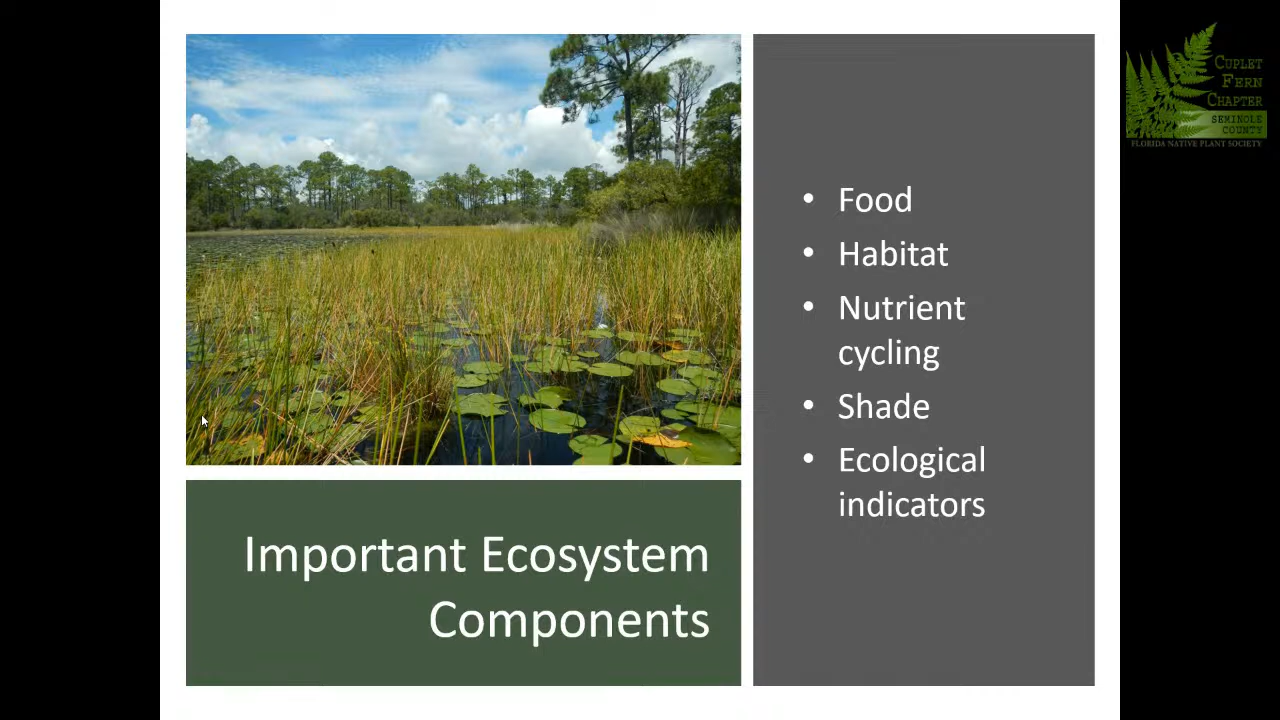 Important Ecosystem
Components
• Food
• Habitat
• Nutrient
cycling
• Shade
• Ecological
indicators
CUPLET
FERN
CHAPTER
SEMINOLE
COUNTY
FLORIDA NATIVE PLANT SOCIETY